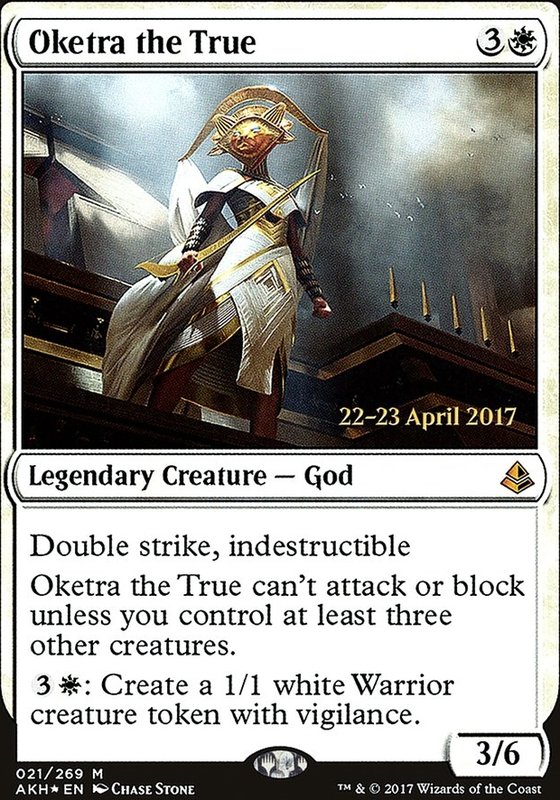 Oketra the True 3
22–23 April 2017
Legendary Creature — God
Double strike, indestructible
Oketra the True can't attack or block
unless you control at least three
other creatures.
3 : Create a 1/1 white Warrior
creature token with vigilance.
3/6
021/269 M
AKH★EN Chase Stone
™ & © 2017 Wizards of the Coast